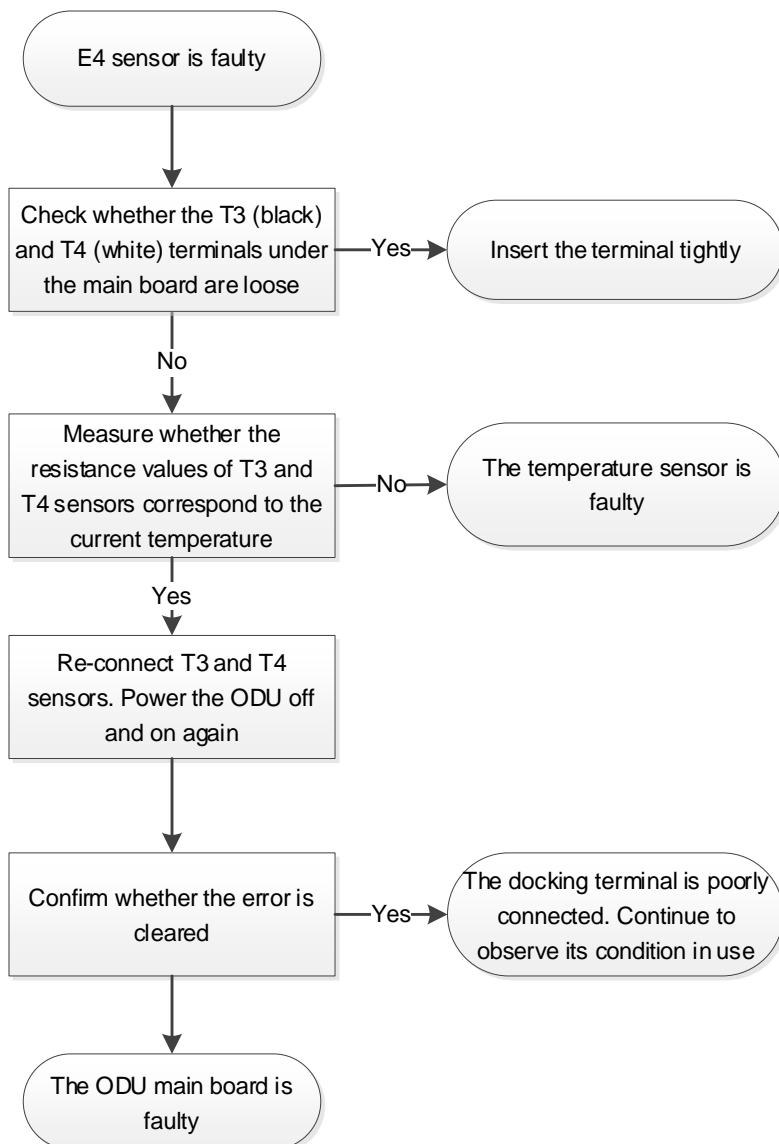 E4 sensor is faulty
Check whether the T3 (black)
and T4 (white) terminals under
the main board are loose
Yes
Insert the terminal tightly
No
Measure whether the
resistance values of T3 and
T4 sensors correspond to the
current temperature
No
The temperature sensor is
faulty
Yes
Re-connect T3 and T4
sensors. Power the ODU off
and on again
Confirm whether the error is
cleared
Yes
The docking terminal is poorly
connected. Continue to
observe its condition in use
The ODU main board is
faulty